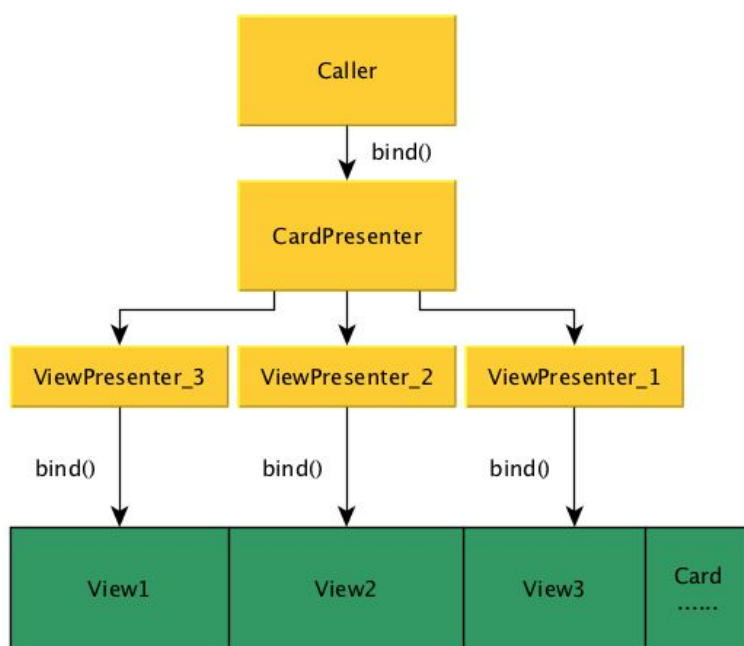 Caller
bind()
CardPresenter
ViewPresenter_3
ViewPresenter_2
ViewPresenter_1
bind()
bind()
bind()
View1
View2
View3
Card
......